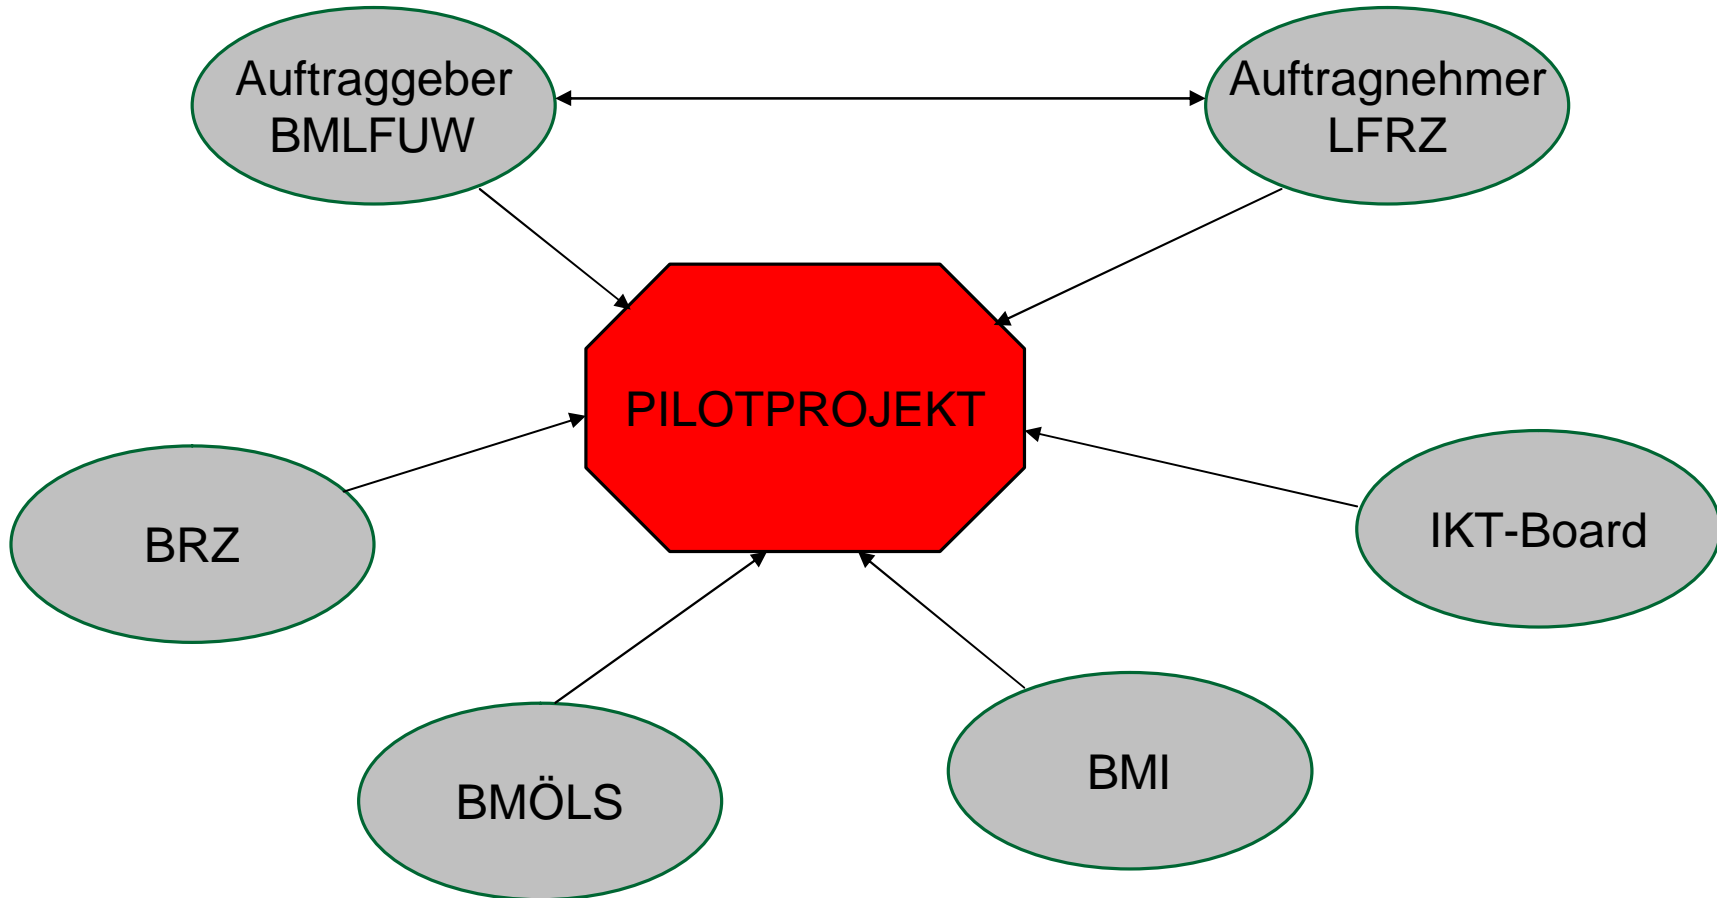 Auftraggeber
BMLFUW
Auftragnehmer
LFRZ
PILOTPROJEKT
BRZ
IKT-Board
BMÖLS
BMI